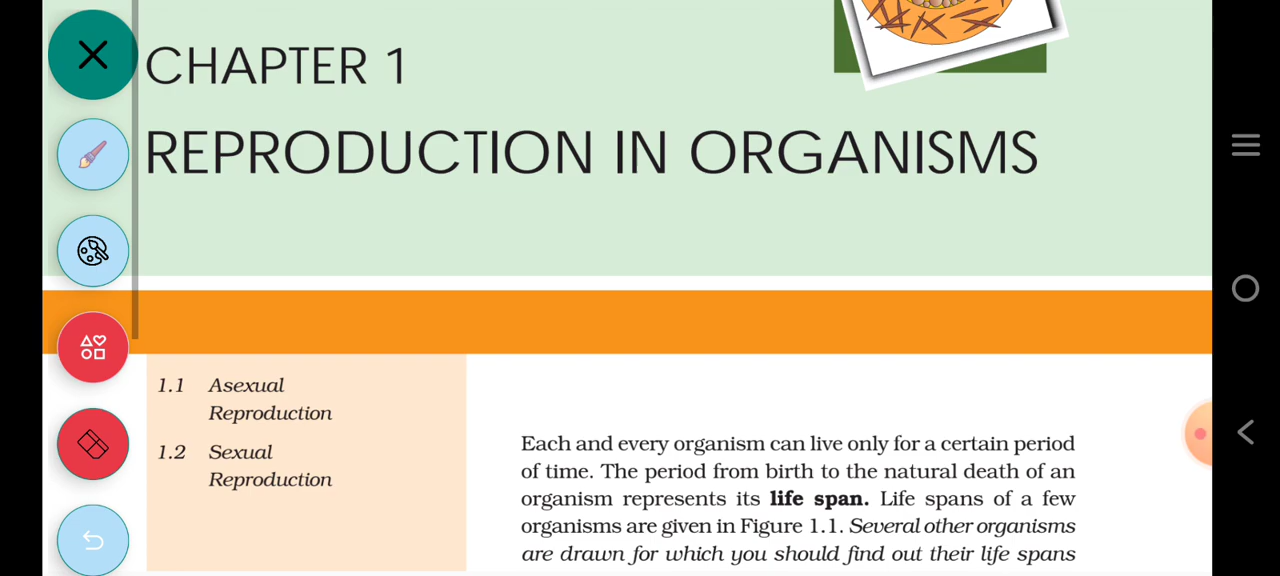 CHAPTER 1
REPRODUCTION IN ORGANISMS
1.1 Asexual
Reproduction
1.2 Sexual
Reproduction
Each and every organism can live only for a certain period
of time. The period from birth to the natural death of an
organism represents its life span. Life spans of a few
organisms are given in Figure 1.1. Several other organisms
are drawn for which you should find out their life spans